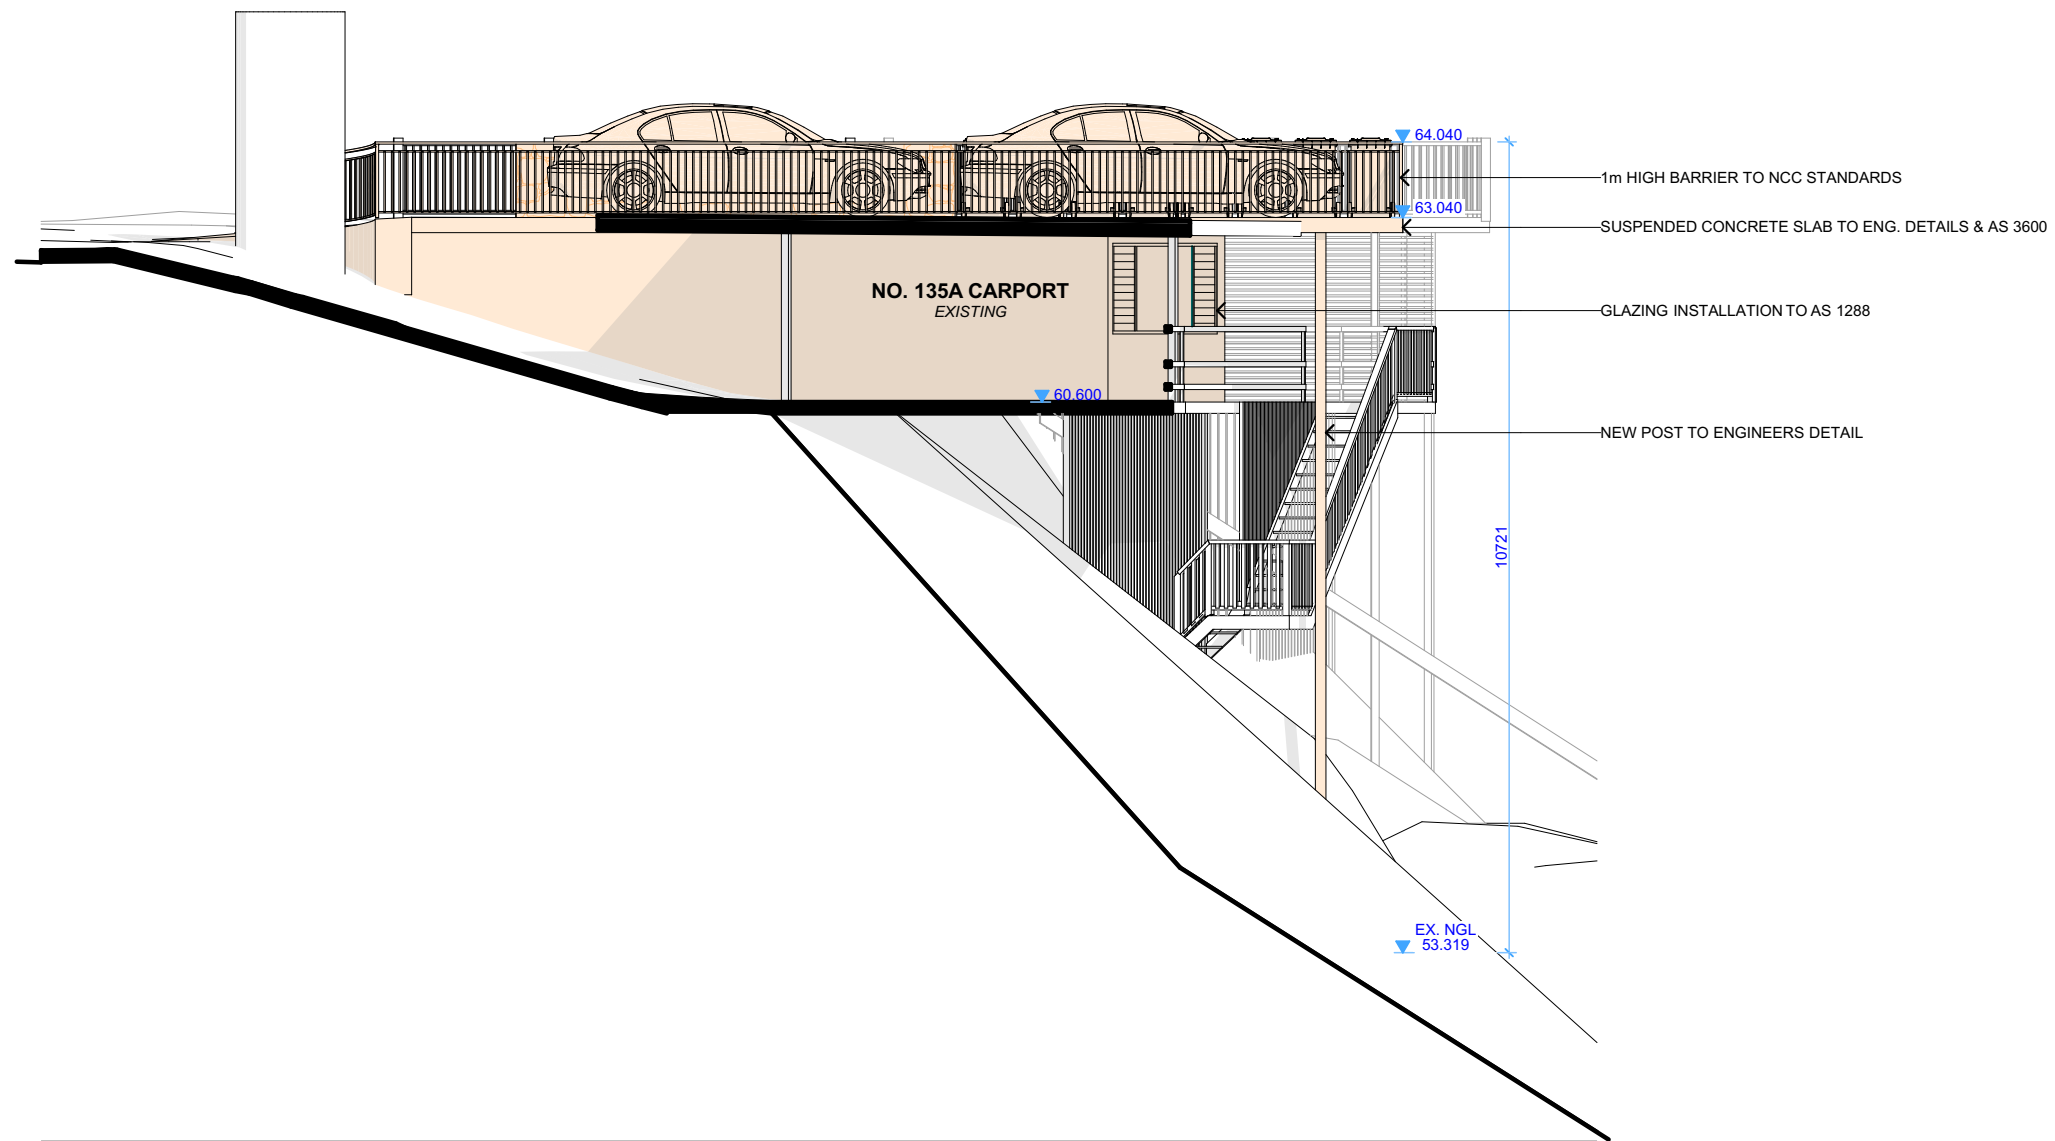 64.040
1m HIGH BARRIER TO NCC STANDARDS
63.040
SUSPENDED CONCRETE SLAB TO ENG. DETAILS & AS 3600
NO. 135A CARPORT
EXISTING
GLAZING INSTALLATION TO AS 1288
60.600
NEW POST TO ENGINEERS DETAIL
10721
EX. NGL
53.319